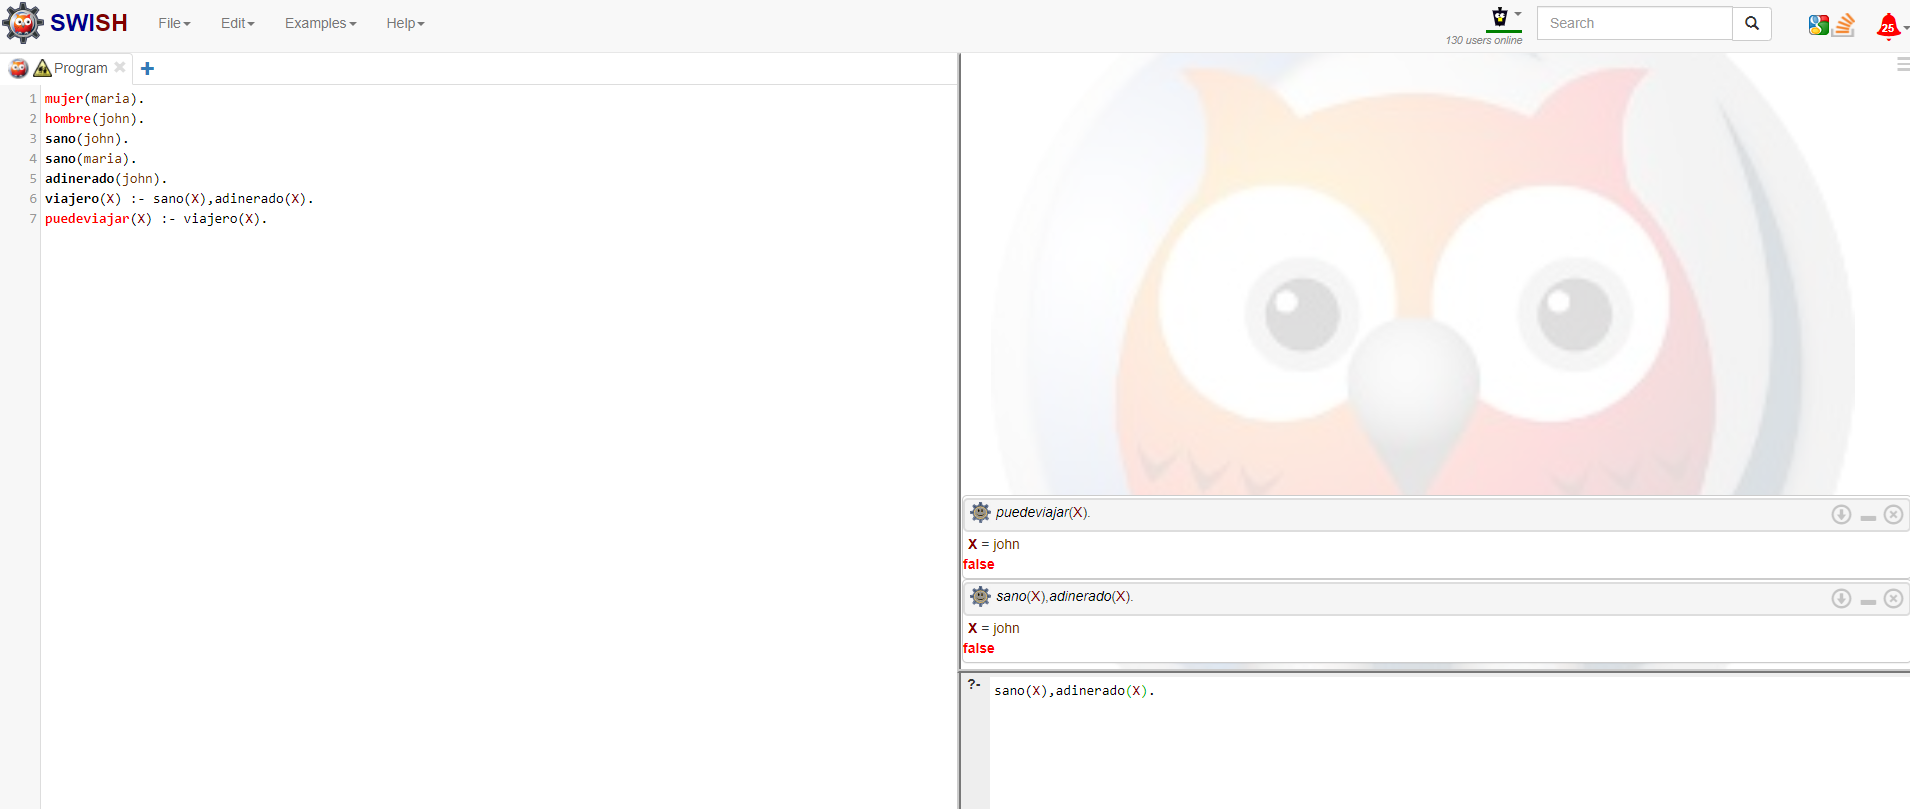 SWISH File Edit Examples Help 130 users online Search 25
Program
1 mujer(maria).
2 hombre(john).
3 sano(john).
4 sano(maria).
5 adinerado(john).
6 viajero(X) :- sano(X),adinerado(X).
7 puedeviajar(X) :- viajero(X).
puedeviajar(X).
X = john
false
sano(X),adinerado(X).
X = john
false
?- sano(X),adinerado(X).